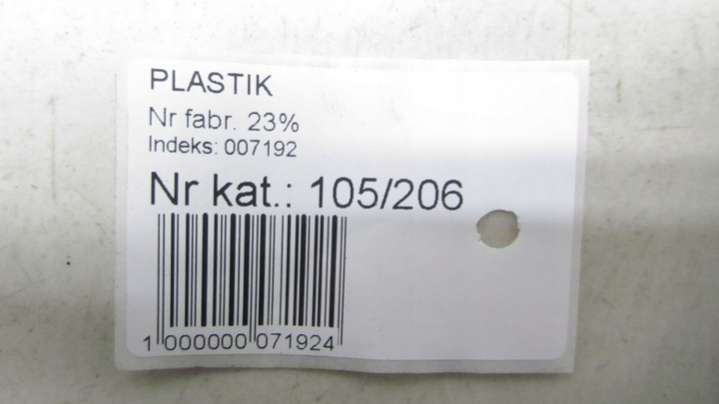 PLASTIK
Nr fabr. 23%
Indeks: 007192
Nr kat.: 105/206
1 000000 071924